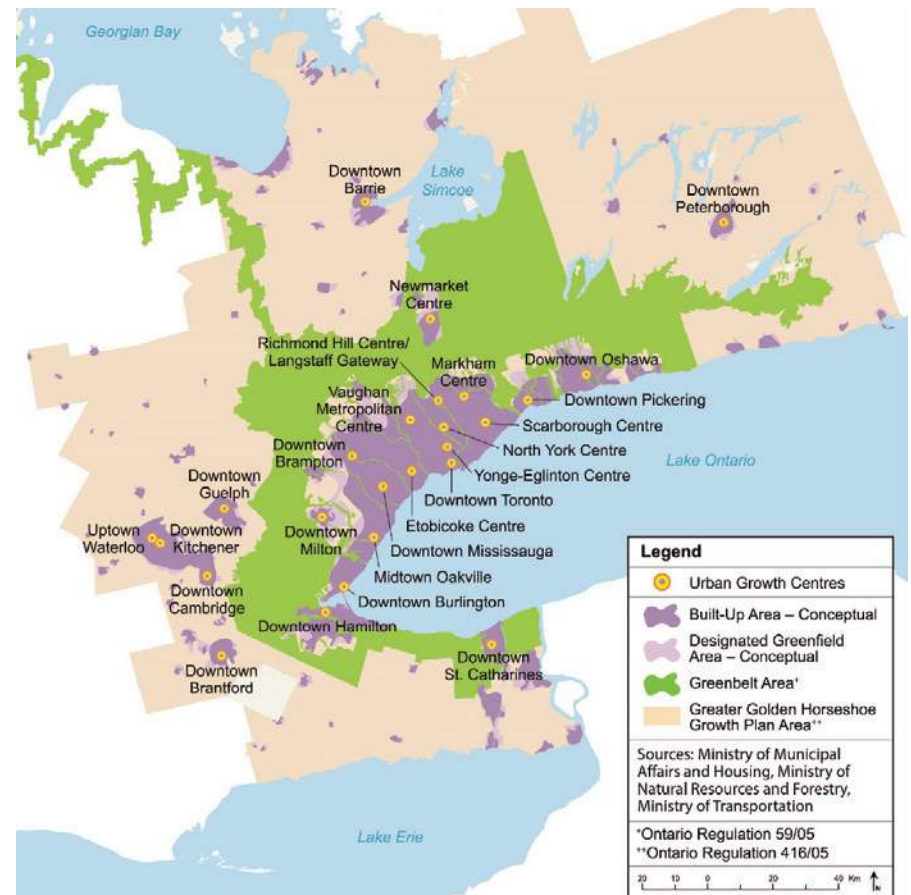 Georgian Bay
Downtown
Barrie
Lake
Simcoe
Downtown
Peterborough
Newmarket
Centre
Richmond Hill Centre/
Langstaff Gateway
Markham
Centre
Downtown Oshawa
Vaughan
Metropolitan
Centre
Downtown Pickering
Scarborough Centre
North York Centre
Downtown
Brampton
Yonge-Eglinton Centre
Lake Ontario
Downtown
Guelph
Downtown Toronto
Etobicoke Centre
Uptown
Waterloo
Downtown
Kitchener
Downtown
Milton
Downtown Mississauga
Midtown Oakville
Downtown
Cambridge
Downtown Burlington
Downtown Hamilton
Downtown
Brantford
Downtown
St. Catharines
Lake Erie
Legend
Urban Growth Centres
Built-Up Area – Conceptual
Designated Greenfield
Area – Conceptual
Greenbelt Area+
Greater Golden Horseshoe
Growth Plan Area++
Sources: Ministry of Municipal
Affairs and Housing, Ministry of
Natural Resources and Forestry,
Ministry of Transportation
+Ontario Regulation 59/05
++Ontario Regulation 416/05
20 10 0 20 40 Km
N